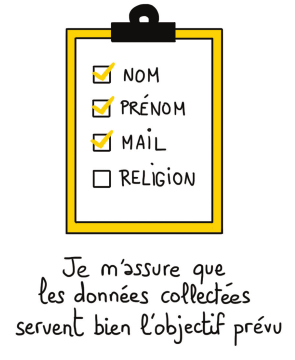 NOM
PRÉNOM
MAiL
RELiGiON
Je m'assure que
les données collectées
servent bien l'objectif prévu